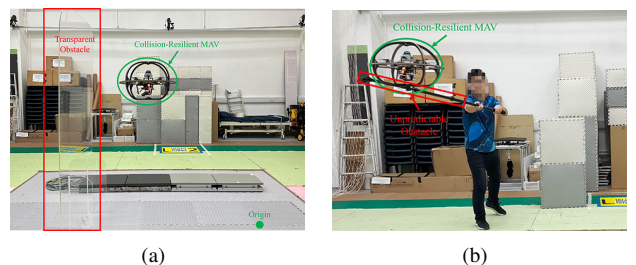 Transparent
Obstacle
Collision-Resilient MAV
Origin
(a)
Collision-Resilient MAV
Unpredictable
Obstacle
(b)